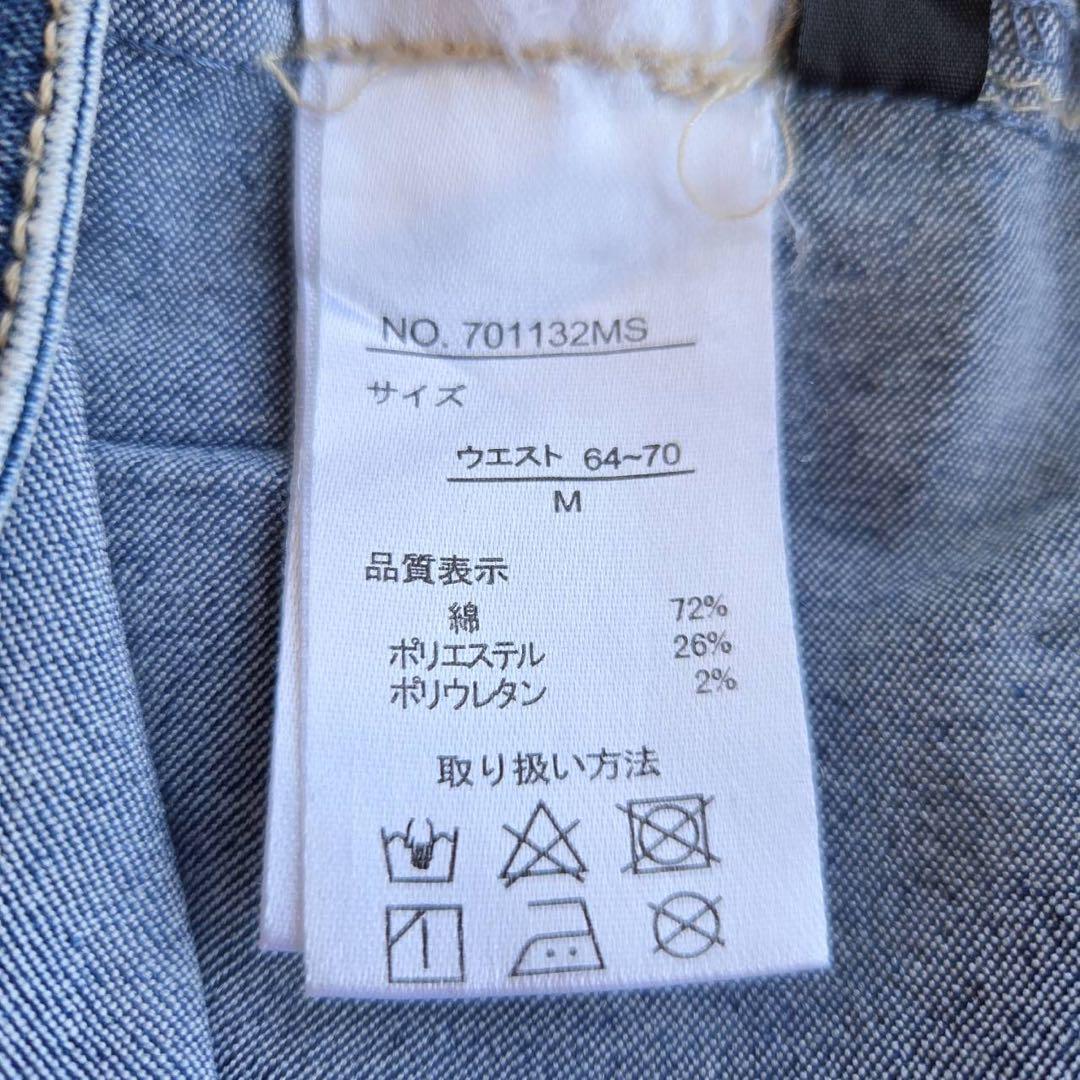 NO. 701132MS
サイズ
ウエスト 64~70
M
品質表示
綿 72%
ポリエステル 26%
ポリウレタン 2%
取り扱い方法